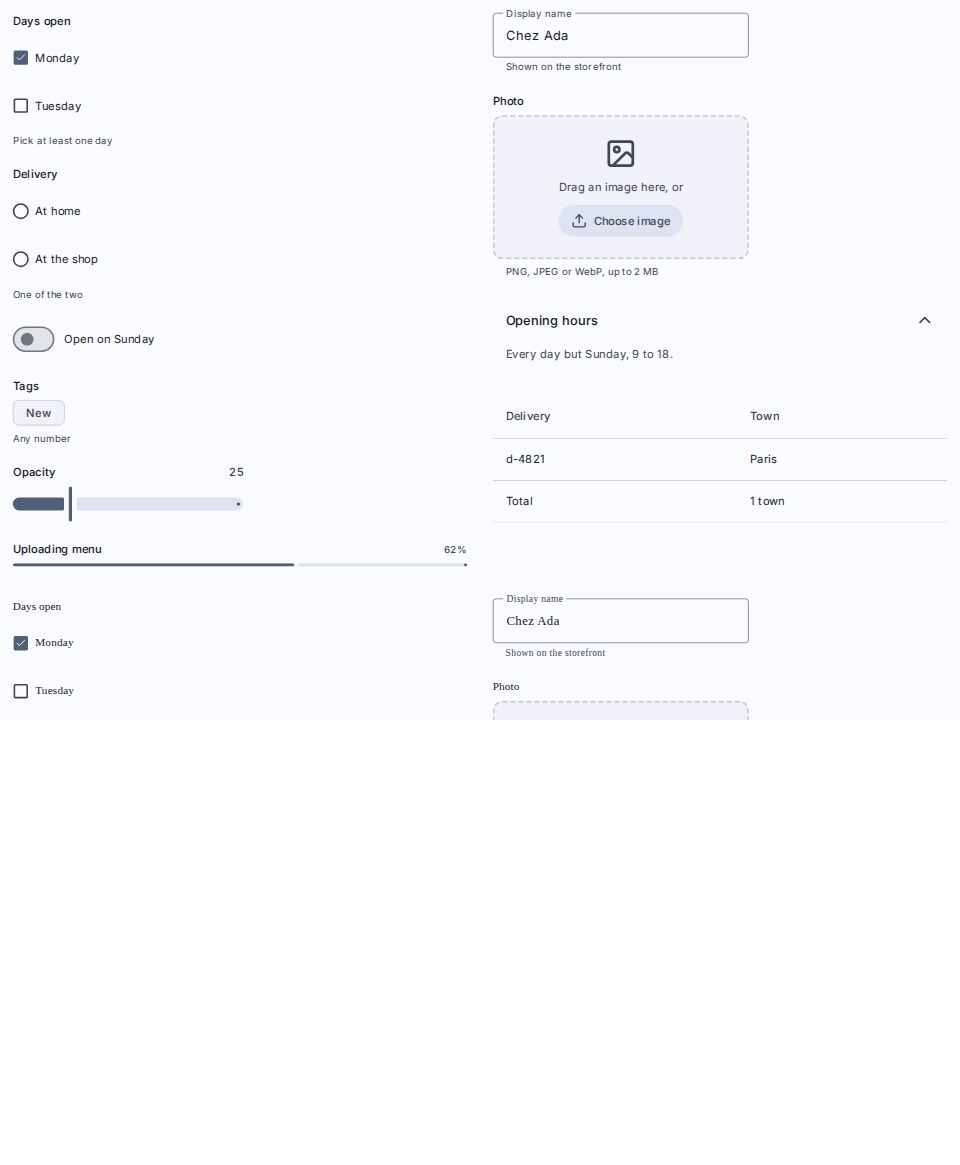 Days open
Monday
Tuesday
Pick at least one day
Delivery
At home
At the shop
One of the two
Open on Sunday
Tags
New
Any number
Opacity 25
Uploading menu 62%
Display name
Chez Ada
Shown on the storefront
Photo
Drag an image here, or
Choose image
PNG, JPEG or WebP, up to 2 MB
Opening hours
Every day but Sunday, 9 to 18.
Delivery Town
d-4821 Paris
Total 1 town
Days open
Monday
Tuesday
Display name
Chez Ada
Shown on the storefront
Photo